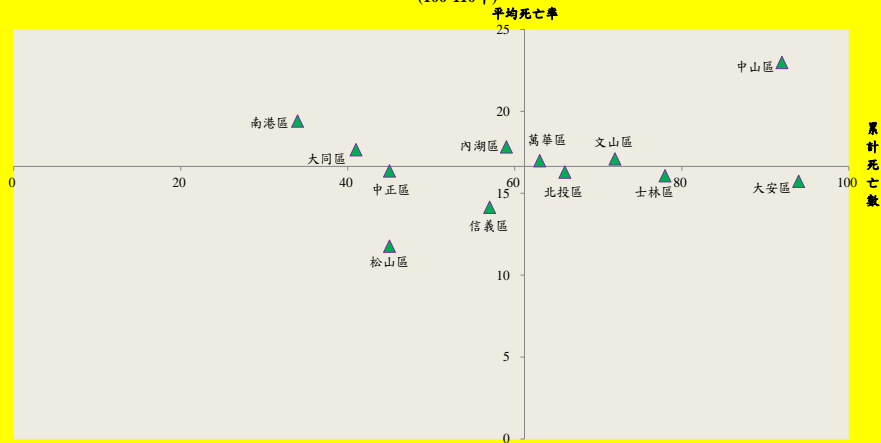 平均死亡率
25
中山區
20
南港區
累計死亡數
萬華區
文山區
內湖區
大同區
0
20
40
60
80
100
中正區
北投區
士林區
大安區
15
信義區
松山區
10
5
0